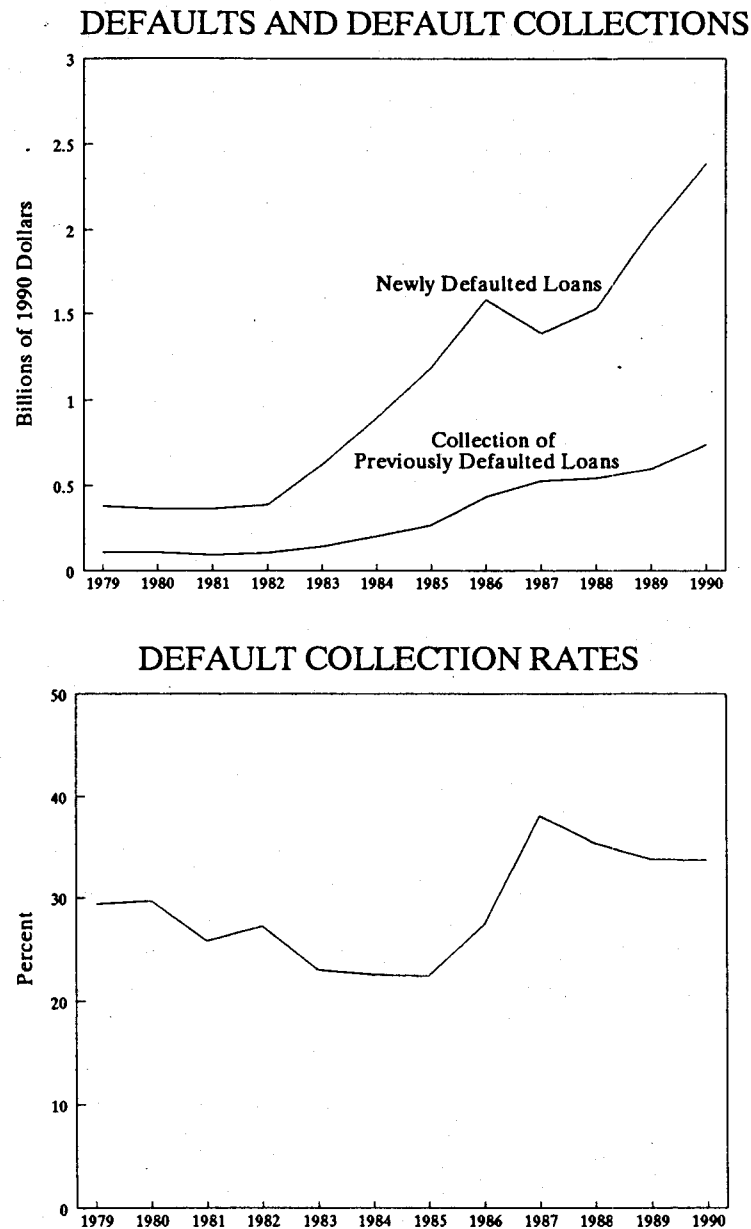 DEFAULTS AND DEFAULT COLLECTIONS
3
2.5
2
1.5
1
0.5
0
Billions of 1990 Dollars
Newly Defaulted Loans
Collection of
Previously Defaulted Loans
1979 1980 1981 1982 1983 1984 1985 1986 1987 1988 1989 1990
DEFAULT COLLECTION RATES
50
40
30
20
10
0
Percent
1979 1980 1981 1982 1983 1984 1985 1986 1987 1988 1989 1990